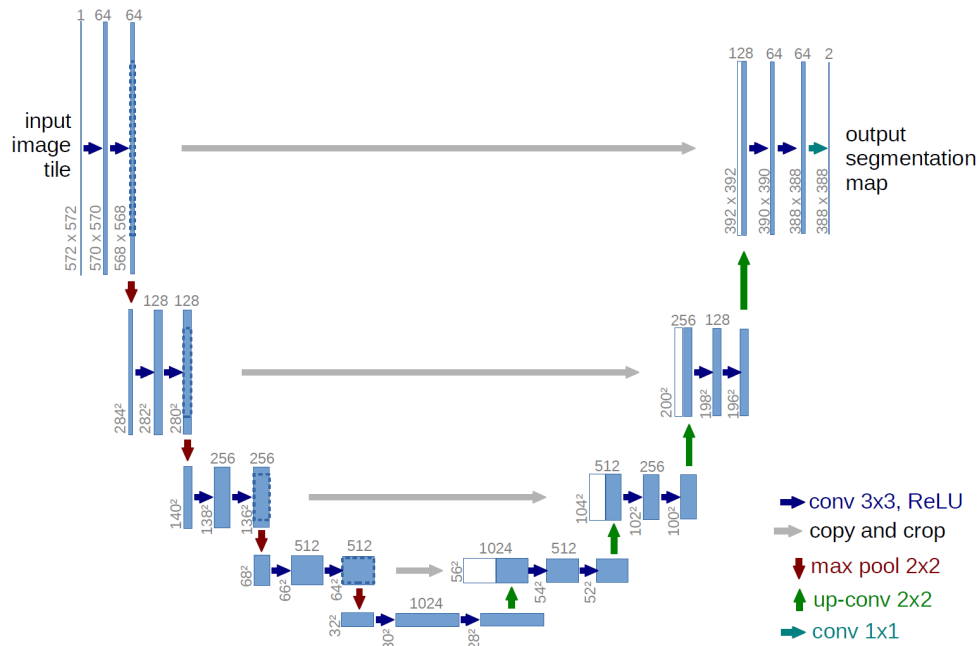 1 64 64
128 64 64 2
input
image
tile
output
segmentation
map
572 x 572
570 x 570
568 x 568
392 x 392
390 x 390
388 x 388
388 x 388
128 128
256 128
284²
282²
280²
200²
198²
196²
256 256
512 256
140²
138²
136²
104²
102²
100²
512 512
1024 512
68²
66²
64²
56²
54²
52²
1024
32²
30²
28²
conv 3x3, ReLU
copy and crop
max pool 2x2
up-conv 2x2
conv 1x1